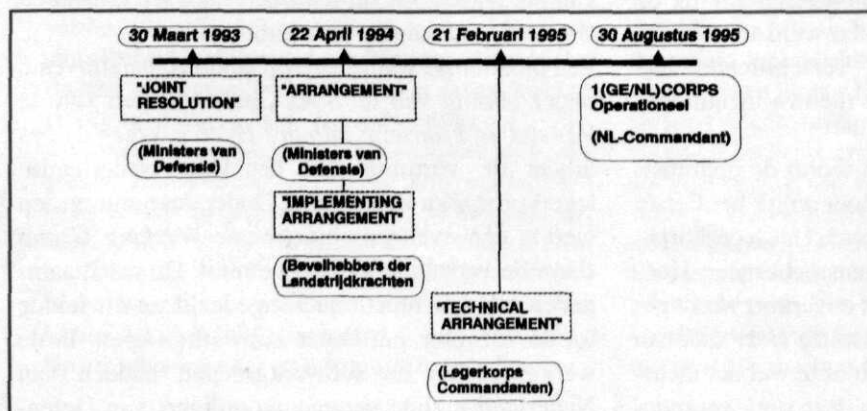 30 Maart 1993
22 April 1994
21 Februari 1995
30 Augustus 1995
"JOINT
RESOLUTION"
(Ministers van
Defensie)
"ARRANGEMENT"
(Ministers van
Defensie)
"IMPLEMENTING
ARRANGEMENT"
(Bevelhebbers der
Landstrijdkrachten)
"TECHNICAL
ARRANGEMENT"
(Legerkorps
Commandanten)
1(GE/NL)CORPS
Operationeel
(NL-Commandant)